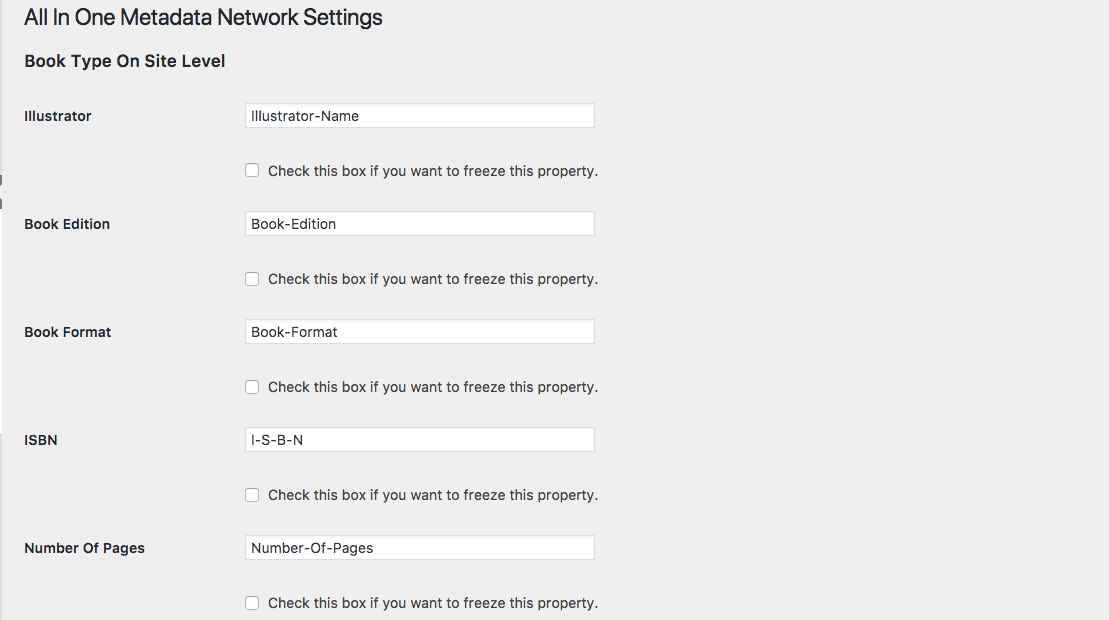 All In One Metadata Network Settings
Book Type On Site Level
Illustrator
Illustrator-Name
Check this box if you want to freeze this property.
Book Edition
Book-Edition
Check this box if you want to freeze this property.
Book Format
Book-Format
Check this box if you want to freeze this property.
ISBN
I-S-B-N
Check this box if you want to freeze this property.
Number Of Pages
Number-Of-Pages
Check this box if you want to freeze this property.